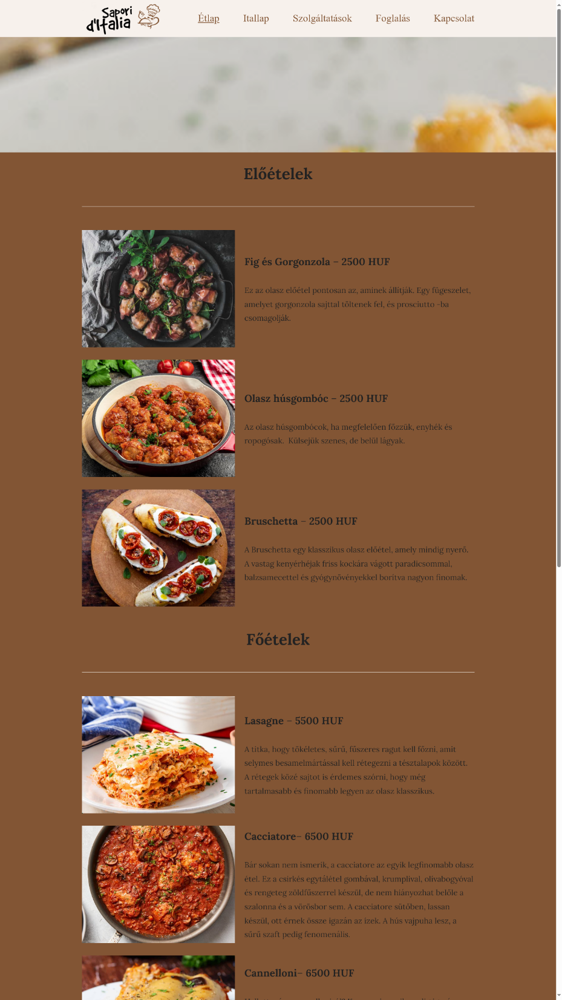 Sapori
d'Italia
Étlap Itallap Szolgáltatások Foglalás Kapcsolat
Előételek
Fig és Gorgonzola – 2500 HUF
Ez az olasz előétel pontosan az, aminek állítják. Egy fügeszelet,
amelyet gorgonzola sajttal töltenek fel, és prosciutto -ba
csomagolják.
Olasz húsgombóc – 2500 HUF
Az olasz húsgombócok, ha megfelelően főzzük, enyhék és
ropogósak.  Külsejük szenes, de belül lágyak.
Bruschetta – 2500 HUF
A Bruschetta egy klasszikus olasz előétel, amely mindig nyerő.
A vastag kenyérhéjak friss kockára vágott paradicsommal,
balzsamecettel és gyógynövényekkel borítva nagyon finomak.
Főételek
Lasagne – 5500 HUF
A titka, hogy tökéletes, sűrű, fűszeres ragut kell főzni, amit
selymes besamelmártással kell rétegezni a tésztalapok között.
A rétegek közé sajtot is érdemes szórni, hogy még
tartalmasabb és finomabb legyen az olasz klasszikus.
Cacciatore– 6500 HUF
Bár sokan nem ismerik, a cacciatore az egyik legfinomabb olasz
étel. Ez a csirkés egytálétel gombával, krumplival, olívabogyóval
és rengeteg zöldfűszerrel készül, de nem hiányozhat belőle a
szalonna és a vörösbor sem. A cacciatore sütőben, lassan
készül, ott érnek össze igazán az ízek. A hús vajpuha lesz, a
sűrű szaft pedig fenomenális.
Cannelloni– 6500 HUF